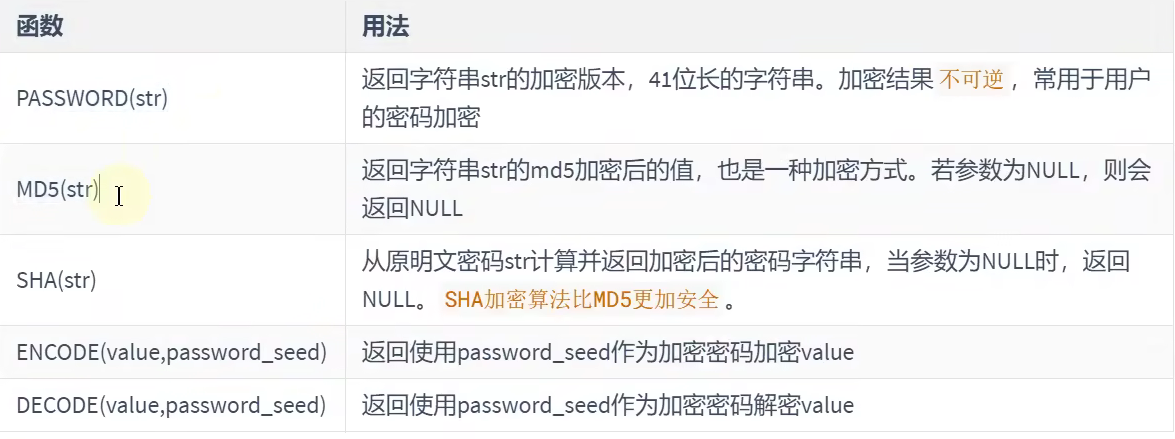 函数 用法
PASSWORD(str) 返回字符串str的加密版本，41位长的字符串。加密结果 不可逆 ，常用于用户
的密码加密
MD5(str) 返回字符串str的md5加密后的值，也是一种加密方式。若参数为NULL，则会
返回NULL
SHA(str) 从原明文密码str计算并返回加密后的密码字符串，当参数为NULL时，返回
NULL。 SHA加密算法比MD5更加安全 。
ENCODE(value,password_seed) 返回使用password_seed作为加密密码加密value
DECODE(value,password_seed) 返回使用password_seed作为加密密码解密value